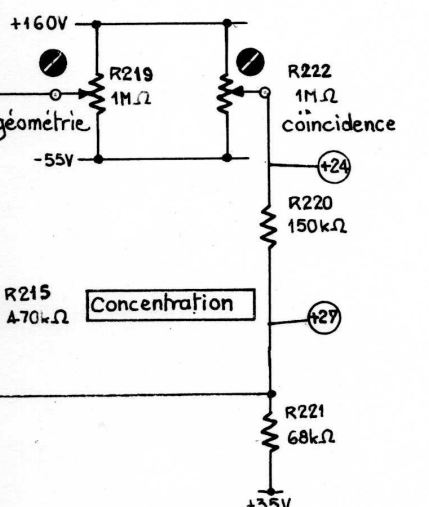 +160V
R219
1MΩ
géométrie
-55V
R222
1MΩ
coïncidence
+24
R220
150kΩ
R215
470kΩ
Concentration
+27
R221
68kΩ
+35V